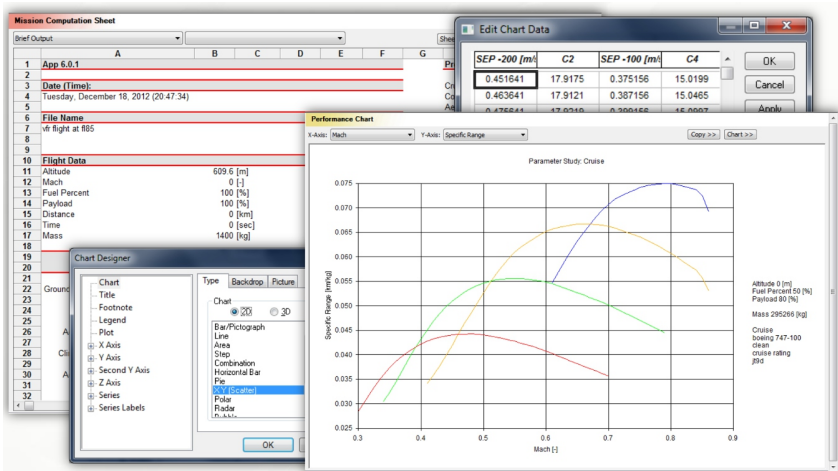 Mission Computation Sheet
Brief Output
A B C D E F G
1 App 6.0.1
2
3 Date (Time):
4 Tuesday, December 18, 2012 (20:47:34)
5
6 File Name
7 vfr flight at fl85
8
9
10 Flight Data
11 Altitude 609.6 [m]
12 Mach 0 [-]
13 Fuel Percent 100 [%]
14 Payload 100 [%]
15 Distance 0 [km]
16 Time 0 [sec]
17 Mass 1400 [kg]
18
19
20
21
22 Ground
23
24
25
26
27
28
29
30
31
32
Edit Chart Data
SEP -200 [m/s C2 SEP -100 [m/s C4
0.451641 17.9175 0.375156 15.0199
0.463641 17.9121 0.387156 15.0465
OK
Cancel
Apply
Performance Chart
X-Axis: Mach Y-Axis: Specific Range Copy >> Chart >>
Parameter Study: Cruise
Specific Range [km/kg]
0.075
0.070
0.065
0.060
0.055
0.050
0.045
0.040
0.035
0.030
0.025
0.3 0.4 0.5 0.6 0.7 0.8 0.9
Mach [-]
Altitude 0 [m]
Fuel Percent 50 [%]
Payload 80 [%]
Mass 295266 [kg]
Cruise
boeing 747-100
clean
cruise rating
jt9d
Chart Designer
Chart
Title
Footnote
Legend
Plot
X Axis
Y Axis
Second Y Axis
Z Axis
Series
Series Labels
Type Backdrop Picture
Chart
2D 3D
Bar/Pictograph
Line
Area
Step
Combination
Horizontal Bar
Pie
XY (Scatter)
Polar
Radar
OK